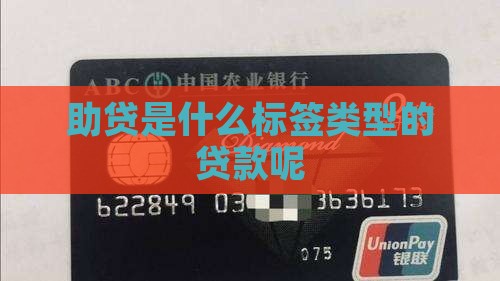 ABC 中国农业银行
助贷是什么标签类型的
贷款呢
Diamond
622849 03 3636173
075
UnionPay
银联